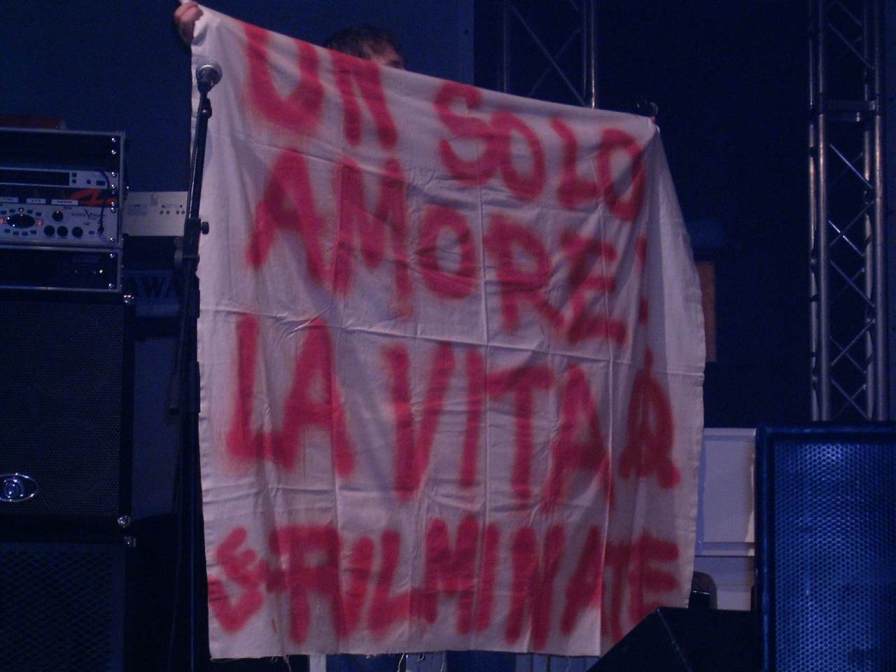 UN SOLO
AMORE!
LA VITA
FULMINATE